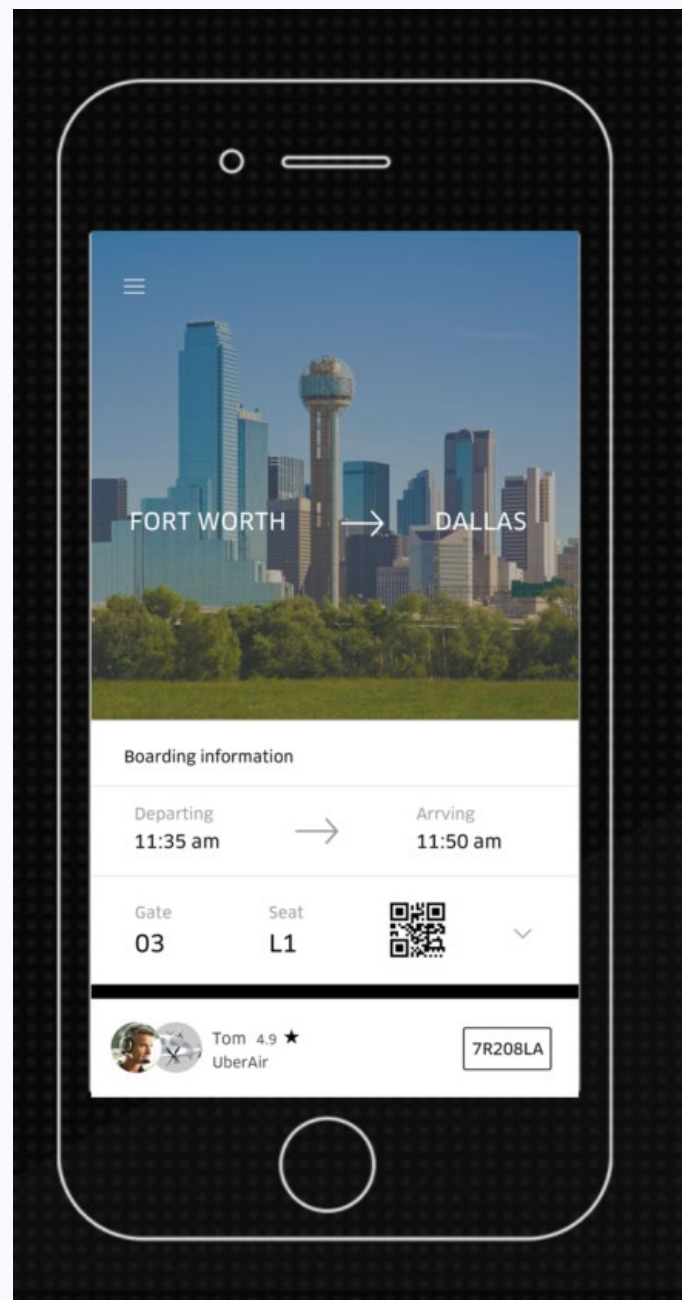 FORT WORTH → DALLAS
Boarding information
Departing → Arrving
11:35 am 11:50 am
Gate Seat
03 L1
Tom 4.9 ★
UberAir
7R208LA